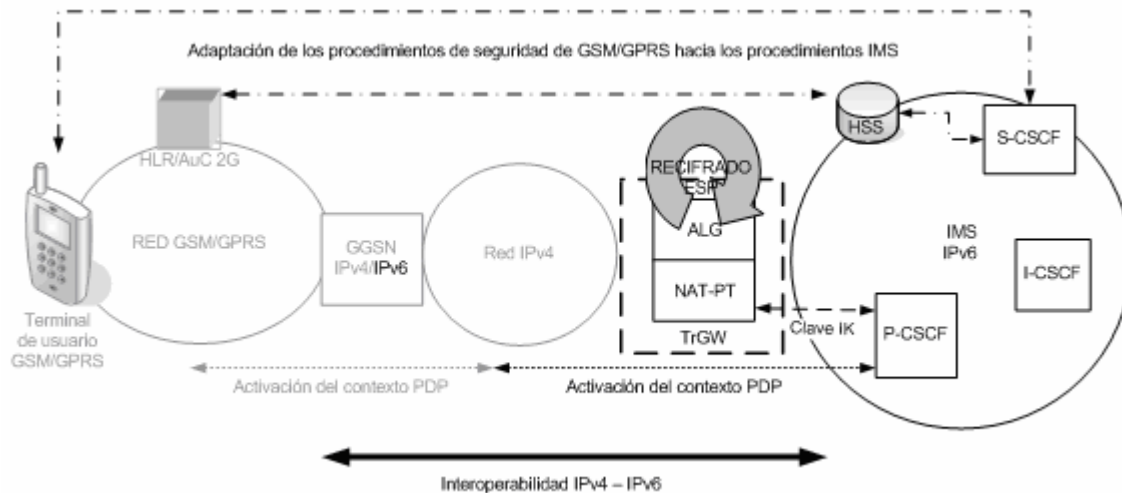 Adaptación de los procedimientos de seguridad de GSM/GPRS hacia los procedimientos IMS
HLR/AuC 2G
HSS
S-CSCF
RECIFRADO
ESP
RED GSM/GPRS
GGSN
IPv4/IPv6
Red IPv4
ALG
IMS
IPv6
I-CSCF
NAT-PT
Clave IK
P-CSCF
TrGW
Terminal
de usuario
GSM/GPRS
Activación del contexto PDP
Activación del contexto PDP
Interoperabilidad IPv4 – IPv6